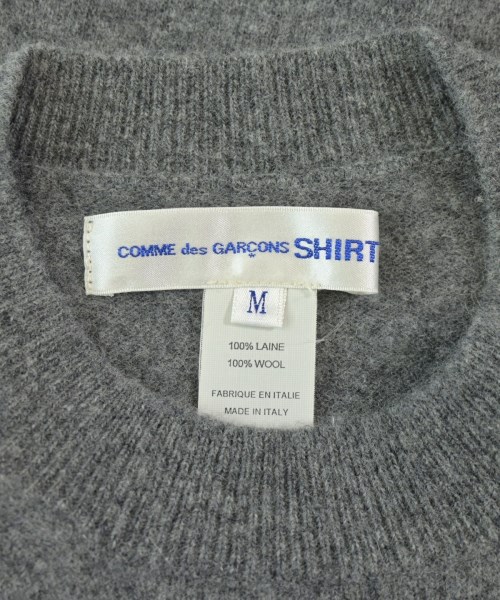 COMME des GARÇONS SHIRT
M
100% LAINE
100% WOOL
FABRIQUE EN ITALIE
MADE IN ITALY